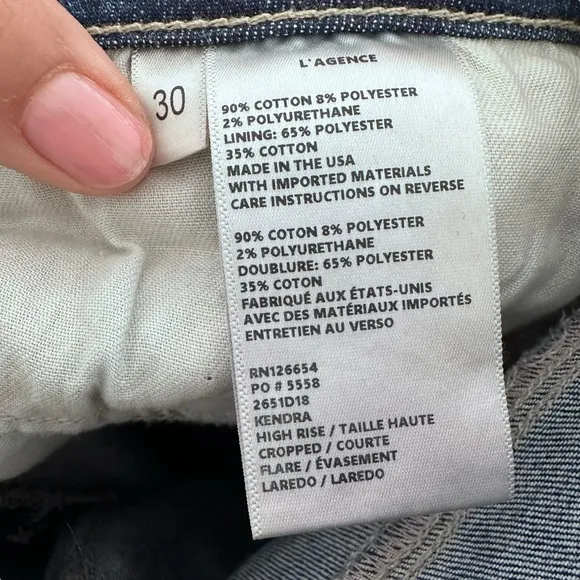 L'AGENCE
30
90% COTTON 8% POLYESTER
2% POLYURETHANE
LINING: 65% POLYESTER
35% COTTON
MADE IN THE USA
WITH IMPORTED MATERIALS
CARE INSTRUCTIONS ON REVERSE
90% COTON 8% POLYESTER
2% POLYURETHANE
DOUBLURE: 65% POLYESTER
35% COTON
FABRIQUÉ AUX ÉTATS-UNIS
AVEC DES MATÉRIAUX IMPORTÉS
ENTRETIEN AU VERSO
RN126654
PO # 5558
2651D18
KENDRA
HIGH RISE / TAILLE HAUTE
CROPPED / COURTE
FLARE / ÉVASEMENT
LAREDO / LAREDO